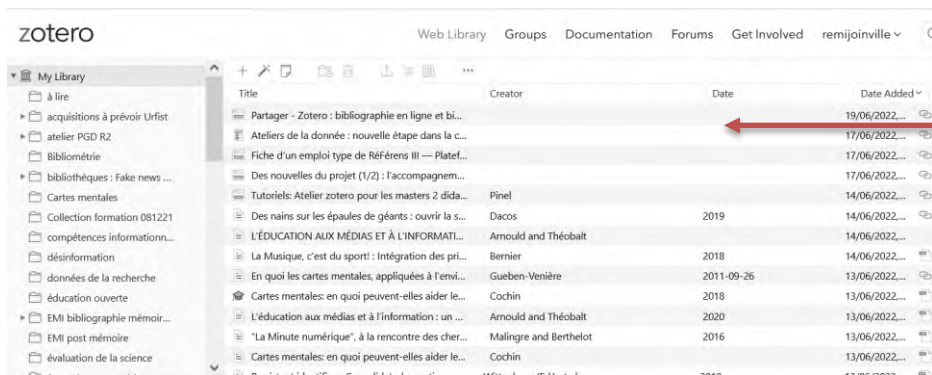 zotero
Web Library Groups Documentation Forums Get Involved remijoinville
My Library
à lire
acquisitions à prévoir Urfist
atelier PGD R2
Bibliométrie
bibliothèques : Fake news ...
Cartes mentales
Collection formation 081221
compétences informationn...
désinformation
données de la recherche
éducation ouverte
EMI bibliographie mémoir...
EMI post mémoire
évaluation de la science
Title Creator Date Date Added
Partager - Zotero : bibliographie en ligne et bi... 19/06/2022,...
Ateliers de la donnée : nouvelle étape dans la c... 17/06/2022,...
Fiche d'un emploi type de RéFérens III — Platef... 17/06/2022,...
Des nouvelles du projet (1/2) : l'accompagnem... 17/06/2022,...
Tutoriels: Atelier zotero pour les masters 2 dida... Pinel 14/06/2022,...
Des nains sur les épaules de géants : ouvrir la s... Dacos 2019 14/06/2022,...
L'ÉDUCATION AUX MÉDIAS ET À L'INFORMATI... Arnould and Théobalt 14/06/2022,...
La Musique, c'est du sport! : Intégration des pri... Bernier 2018 14/06/2022,...
En quoi les cartes mentales, appliquées à l'envi... Gueben-Venière 2011-09-26 13/06/2022,...
Cartes mentales: en quoi peuvent-elles aider le... Cochin 2018 13/06/2022,...
L'éducation aux médias et à l'information : un ... Arnould and Théobalt 2020 13/06/2022,...
"La Minute numérique", à la rencontre des cher... Malingre and Berthelot 2016 13/06/2022,...
Cartes mentales: en quoi peuvent-elles aider le... Cochin 13/06/2022,...